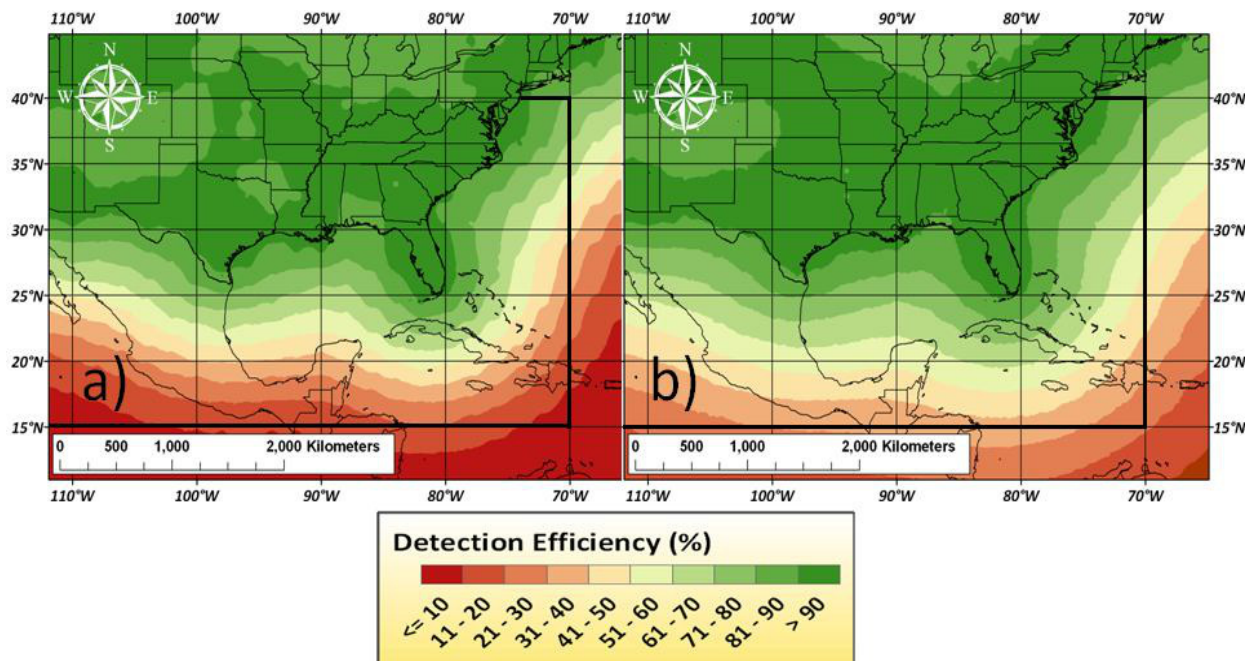 110°W 100°W 90°W 80°W 70°W 110°W 100°W 90°W 80°W 70°W
N N
W E W E
S S
40°N 40°N
35°N 35°N
30°N 30°N
25°N 25°N
20°N 20°N
a) b)
15°N 15°N
0 500 1,000 2,000 Kilometers 0 500 1,000 2,000 Kilometers
110°W 100°W 90°W 80°W 70°W 110°W 100°W 90°W 80°W 70°W
Detection Efficiency (%)
<= 10 11 - 20 21 - 30 31 - 40 41 - 50 51 - 60 61 - 70 71 - 80 81 - 90 > 90